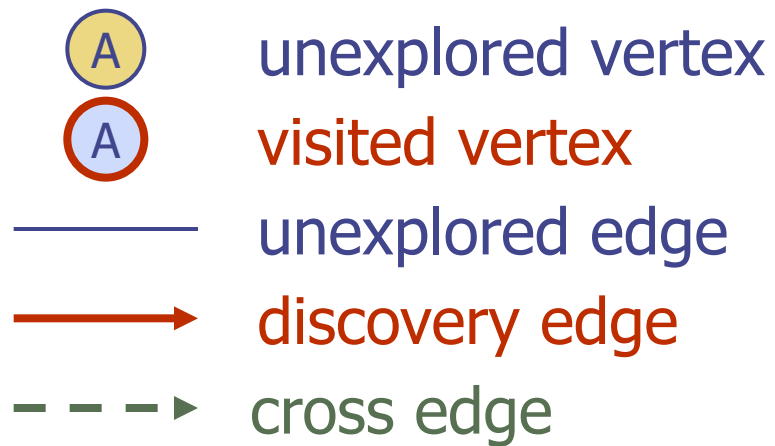 A unexplored vertex
A visited vertex
unexplored edge
discovery edge
cross edge